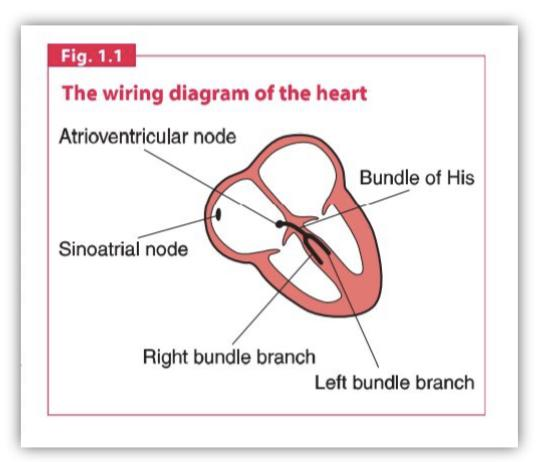 Fig. 1.1
The wiring diagram of the heart
Atrioventricular node
Bundle of His
Sinoatrial node
Right bundle branch
Left bundle branch